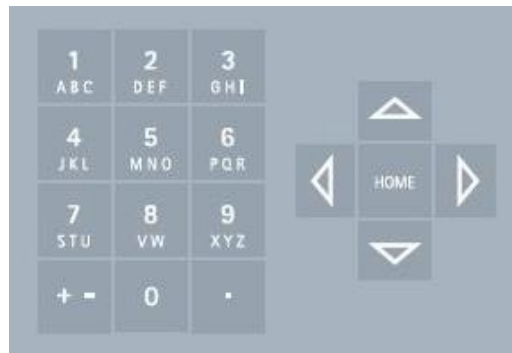 1 2 3
ABC DEF GHI
4 5 6
JKL MNO PQR
HOME
7 8 9
STU VW XYZ
+ - 0 .